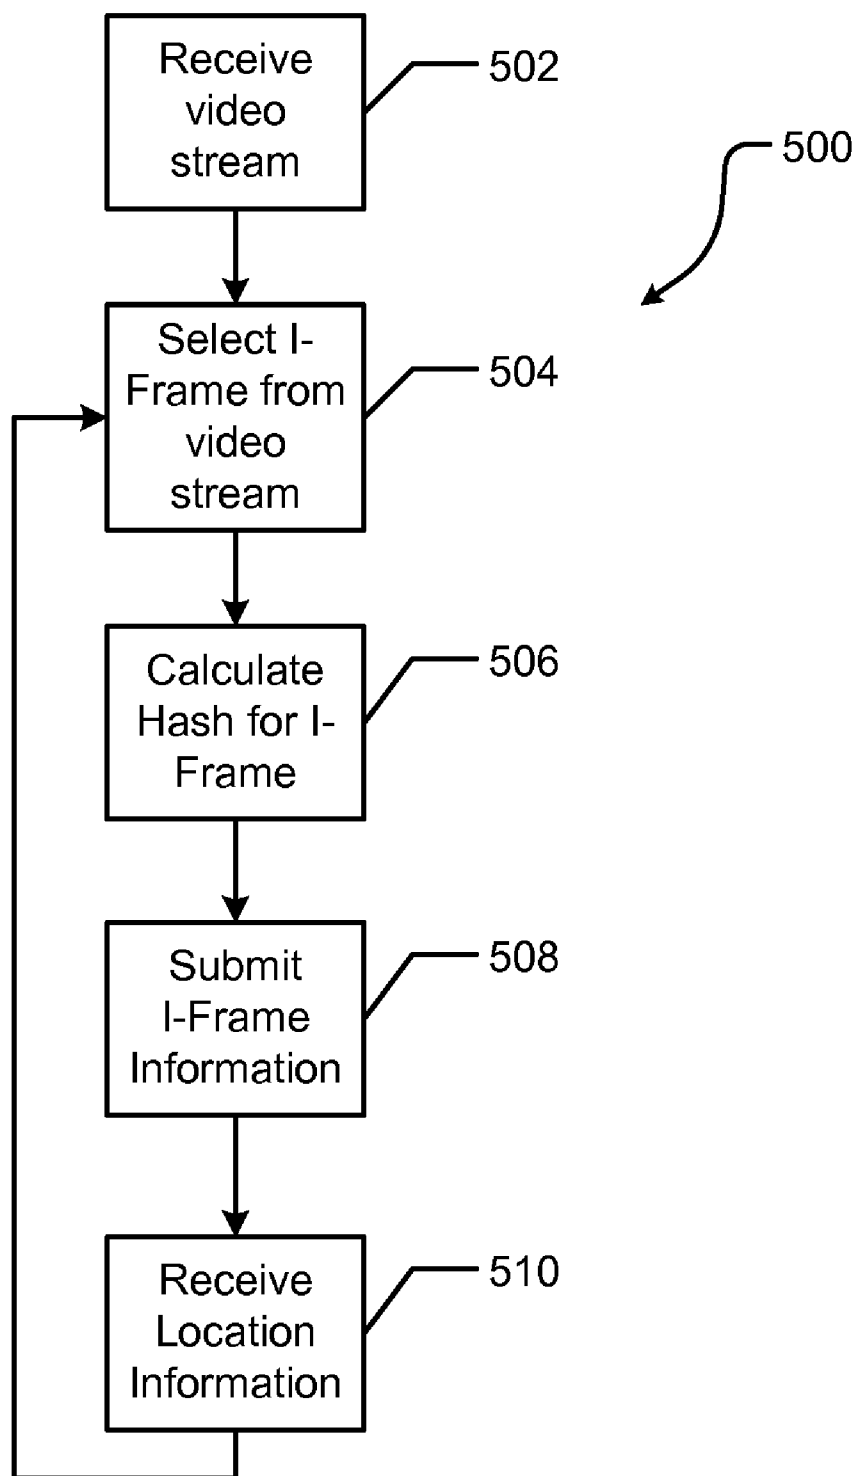 Receive
video
stream
502
500
Select I-
Frame from
video
stream
504
Calculate
Hash for I-
Frame
506
Submit
I-Frame
Information
508
Receive
Location
Information
510